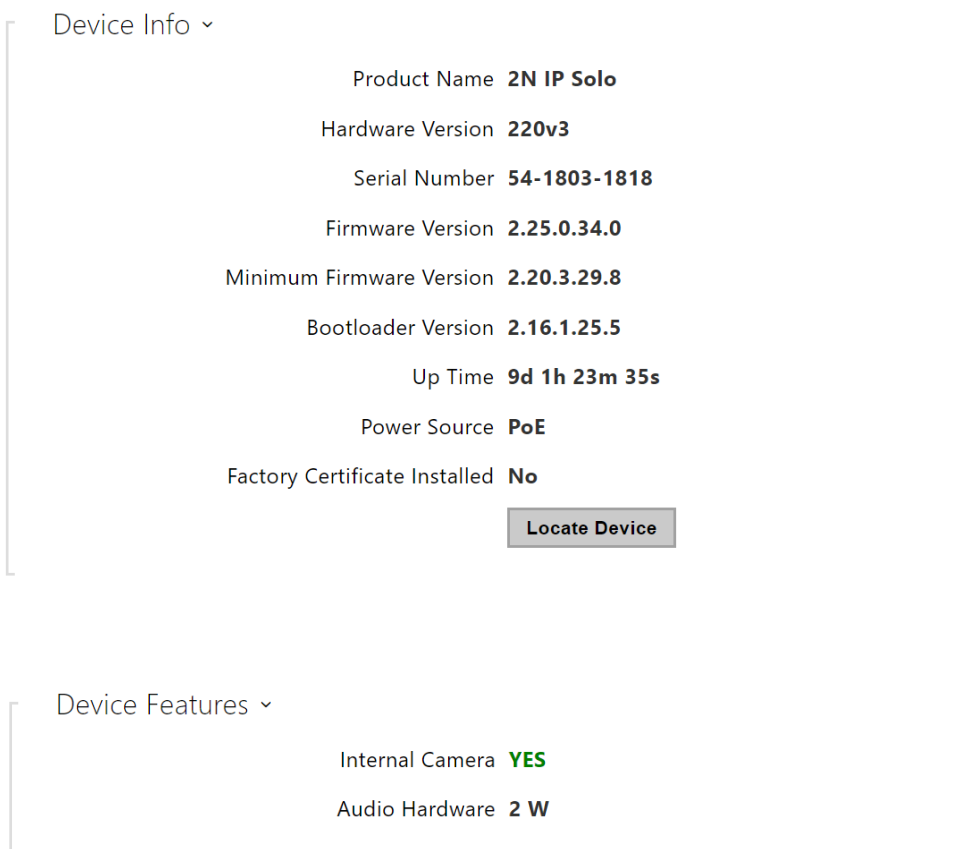 Device Info
Product Name 2N IP Solo
Hardware Version 220v3
Serial Number 54-1803-1818
Firmware Version 2.25.0.34.0
Minimum Firmware Version 2.20.3.29.8
Bootloader Version 2.16.1.25.5
Up Time 9d 1h 23m 35s
Power Source PoE
Factory Certificate Installed No
Locate Device
Device Features
Internal Camera YES
Audio Hardware 2 W